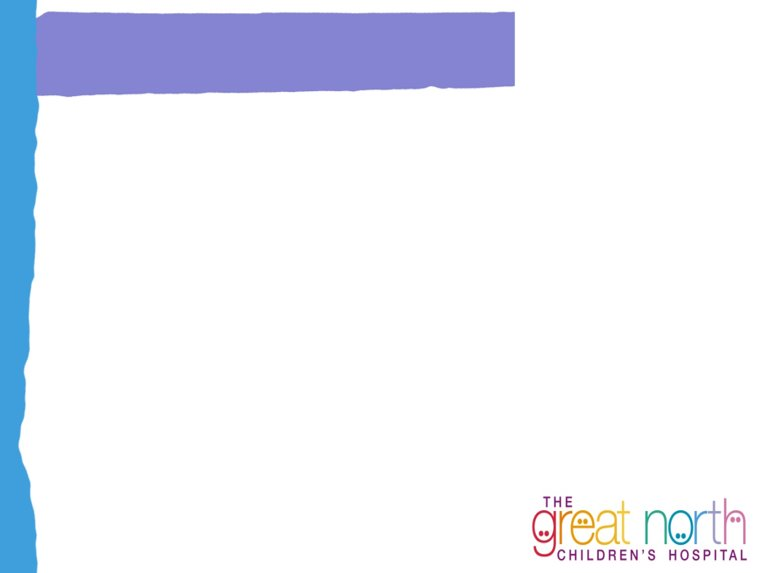 THE
great north
CHILDREN'S HOSPITAL